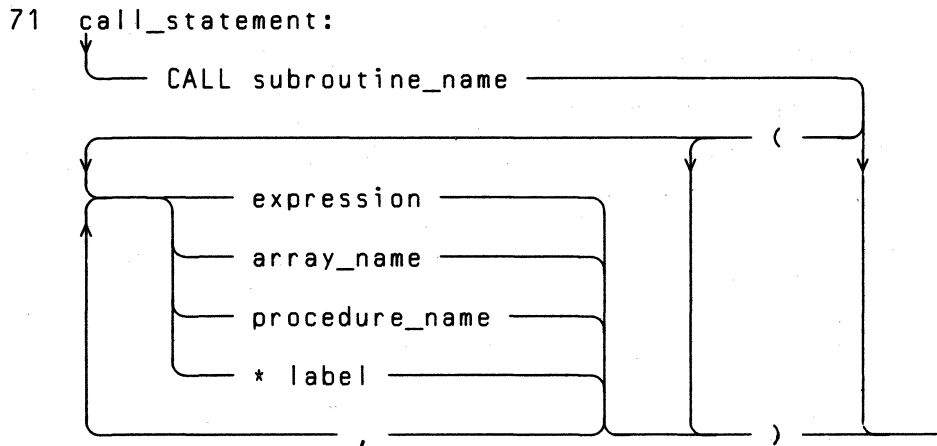 71 call_statement:
CALL subroutine_name
(
expression
array_name
procedure_name
* label
, )